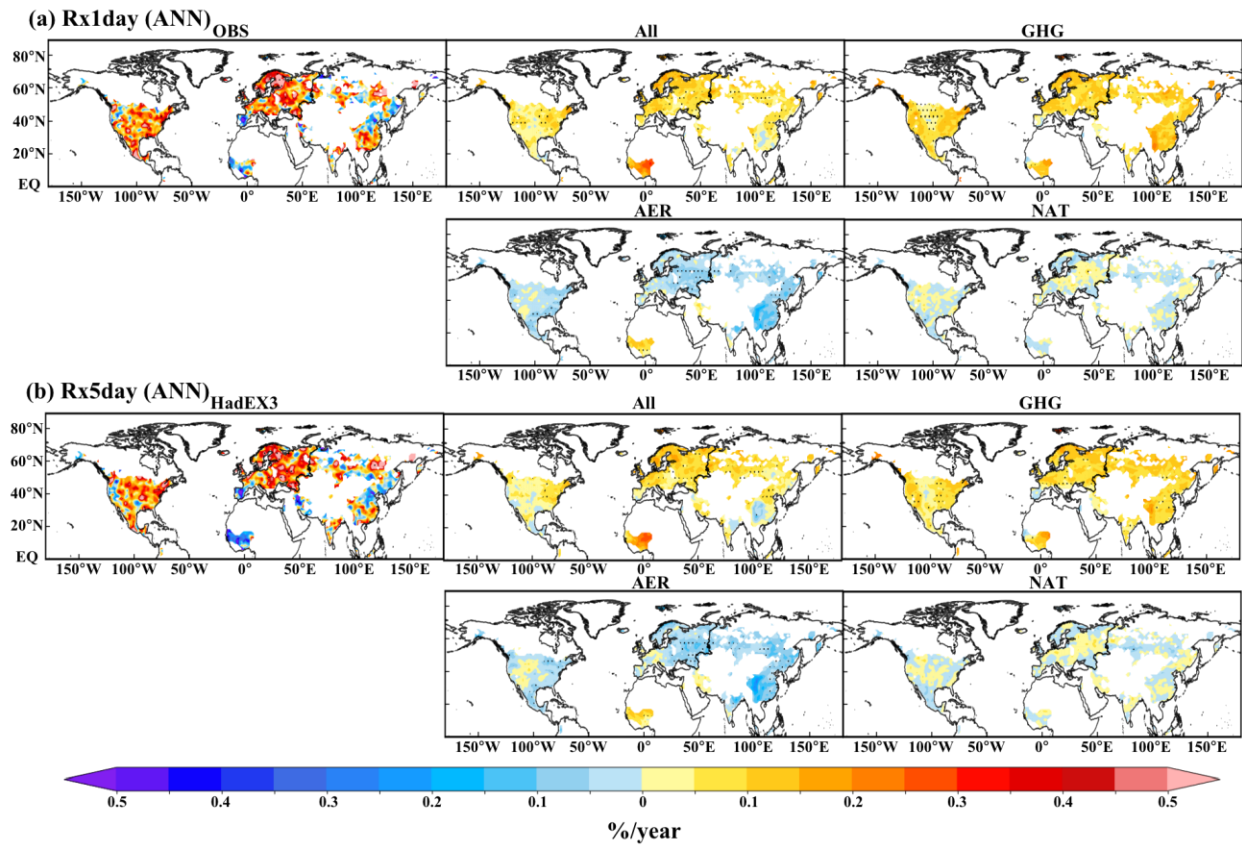 (a) Rx1day (ANN)
OBS All GHG
80°N
60°N
40°N
20°N
EQ
150°W 100°W 50°W 0° 50°E 100°E 150°E 150°W 100°W 50°W 0° 50°E 100°E 150°E 150°W 100°W 50°W 0° 50°E 100°E 150°E
AER NAT
150°W 100°W 50°W 0° 50°E 100°E 150°E 150°W 100°W 50°W 0° 50°E 100°E 150°E
(b) Rx5day (ANN)
HadEX3 All GHG
80°N
60°N
40°N
20°N
EQ
150°W 100°W 50°W 0° 50°E 100°E 150°E 150°W 100°W 50°W 0° 50°E 100°E 150°E 150°W 100°W 50°W 0° 50°E 100°E 150°E
AER NAT
150°W 100°W 50°W 0° 50°E 100°E 150°E 150°W 100°W 50°W 0° 50°E 100°E 150°E
0.5 0.4 0.3 0.2 0.1 0 0.1 0.2 0.3 0.4 0.5
%/year